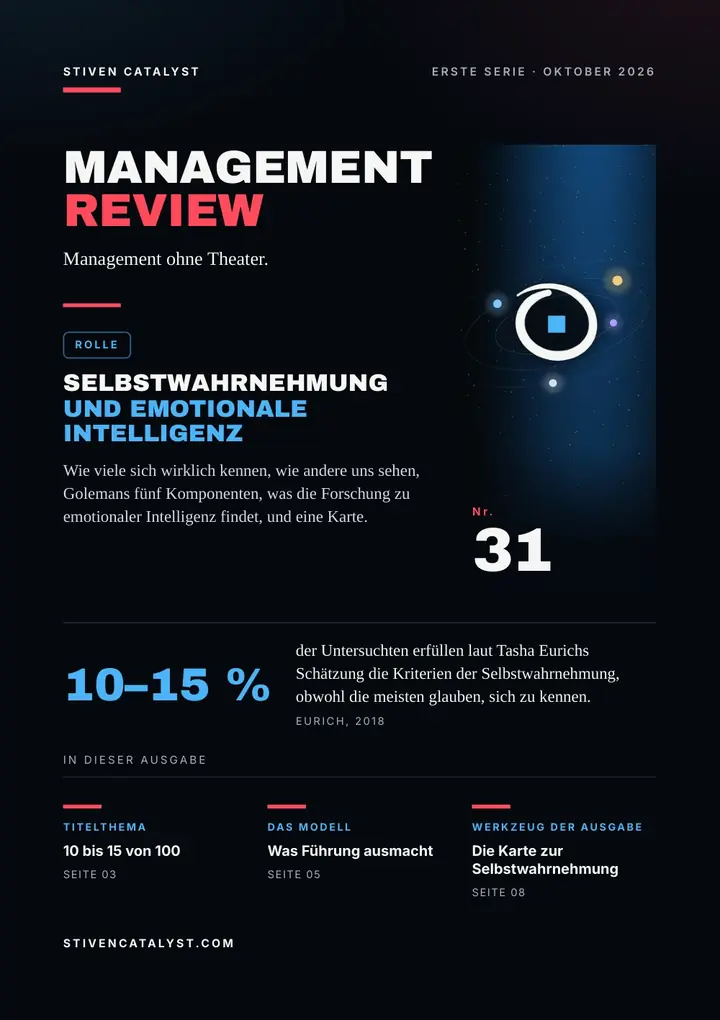 STIVEN CATALYST
ERSTE SERIE · OKTOBER 2026
MANAGEMENT
REVIEW
Management ohne Theater.
ROLLE
SELBSTWAHRNEHMUNG
UND EMOTIONALE
INTELLIGENZ
Wie viele sich wirklich kennen, wie andere uns sehen,
Golemans fünf Komponenten, was die Forschung zu
emotionaler Intelligenz findet, und eine Karte.
Nr.
31
10–15 %
der Untersuchten erfüllen laut Tasha Eurichs
Schätzung die Kriterien der Selbstwahrnehmung,
obwohl die meisten glauben, sich zu kennen.
EURICH, 2018
IN DIESER AUSGABE
TITELTHEMA
10 bis 15 von 100
SEITE 03
DAS MODELL
Was Führung ausmacht
SEITE 05
WERKZEUG DER AUSGABE
Die Karte zur
Selbstwahrnehmung
SEITE 08
STIVENCATALYST.COM